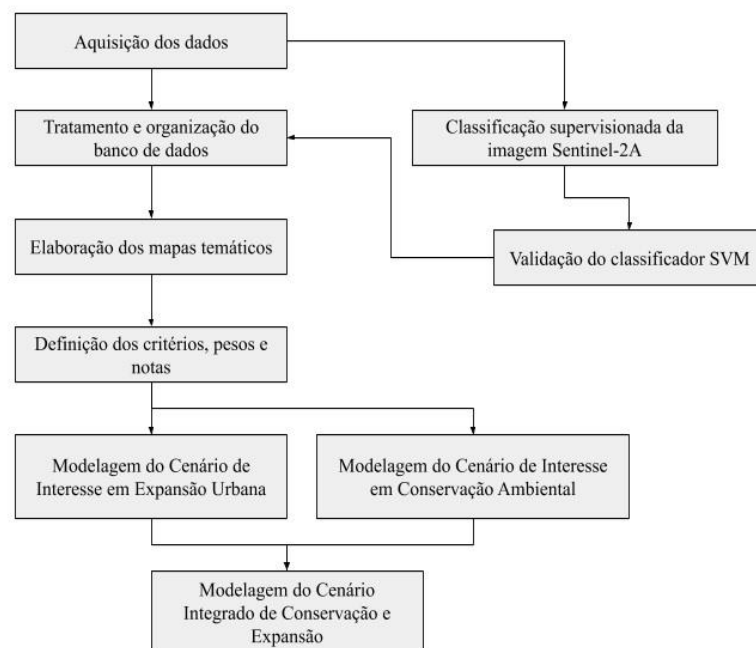 Aquisição dos dados
Tratamento e organização do
banco de dados
Classificação supervisionada da
imagem Sentinel-2A
Elaboração dos mapas temáticos
Validação do classificador SVM
Definição dos critérios, pesos e
notas
Modelagem do Cenário de
Interesse em Expansão Urbana
Modelagem do Cenário de Interesse
em Conservação Ambiental
Modelagem do Cenário
Integrado de Conservação e
Expansão